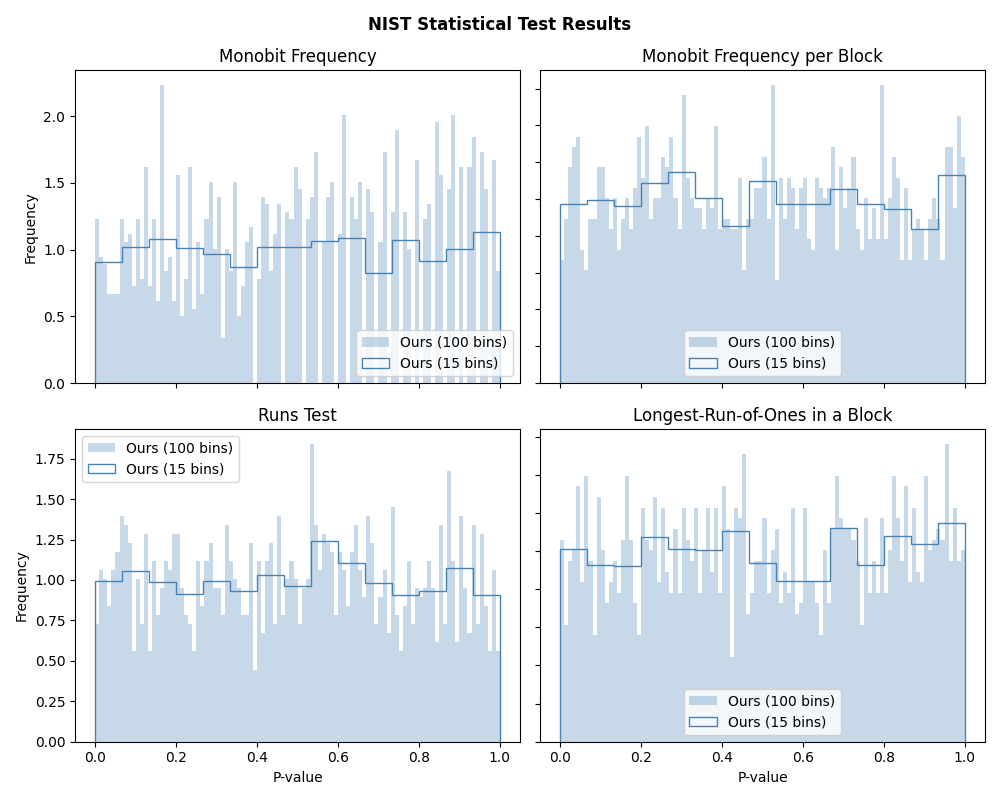 NIST Statistical Test Results
Monobit Frequency
Monobit Frequency per Block
Frequency
2.0
1.5
1.0
0.5
0.0
Ours (100 bins)
Ours (15 bins)
Ours (100 bins)
Ours (15 bins)
Runs Test
Longest-Run-of-Ones in a Block
Frequency
1.75
1.50
1.25
1.00
0.75
0.50
0.25
0.00
Ours (100 bins)
Ours (15 bins)
Ours (100 bins)
Ours (15 bins)
0.0 0.2 0.4 0.6 0.8 1.0
P-value
0.0 0.2 0.4 0.6 0.8 1.0
P-value